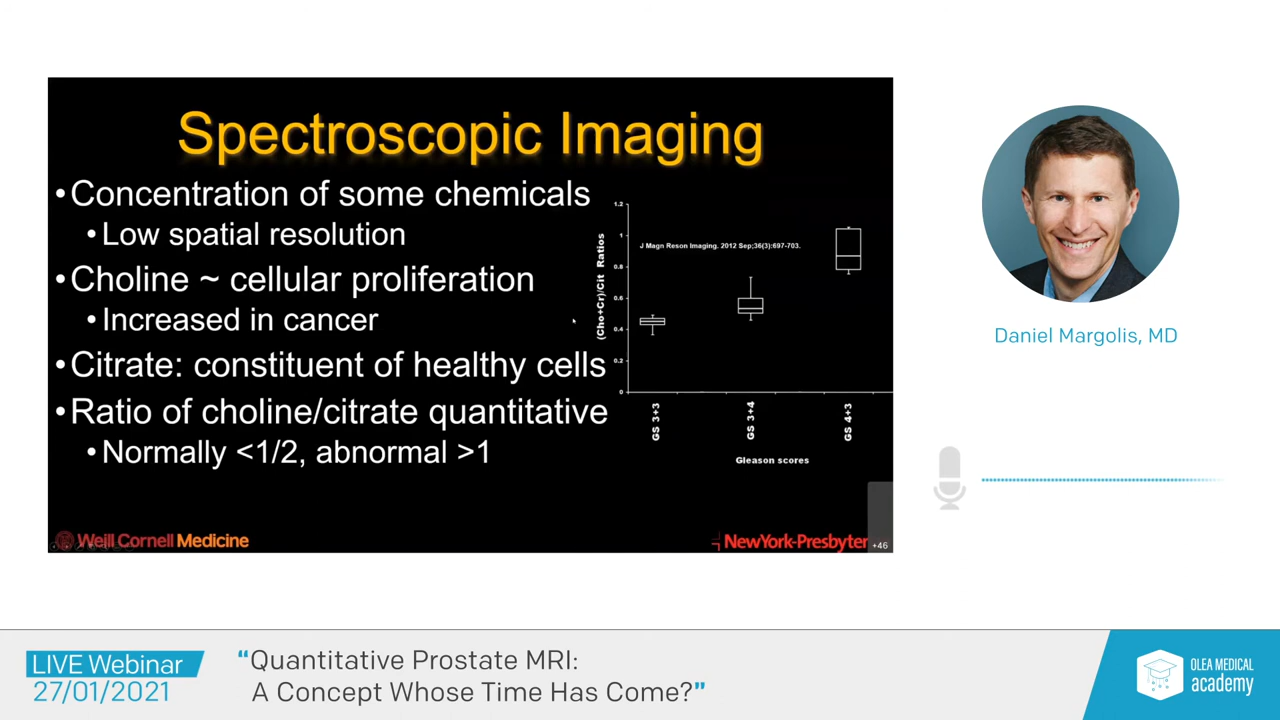 Spectroscopic Imaging
•Concentration of some chemicals
•Low spatial resolution
•Choline ~ cellular proliferation
•Increased in cancer
•Citrate: constituent of healthy cells
•Ratio of choline/citrate quantitative
•Normally <1/2, abnormal >1
J Magn Reson Imaging. 2012 Sep;36(3):697-703.
(Cho+Cr)/Cit Ratios
1.2
1
0.8
0.6
0.4
0.2
0
GS 3+3
GS 3+4
GS 4+3
Gleason scores
Weill Cornell Medicine
NewYork-Presbyter
+46
Daniel Margolis, MD
LIVE Webinar
27/01/2021
“Quantitative Prostate MRI:
A Concept Whose Time Has Come?”
OLEA MEDICAL
academy